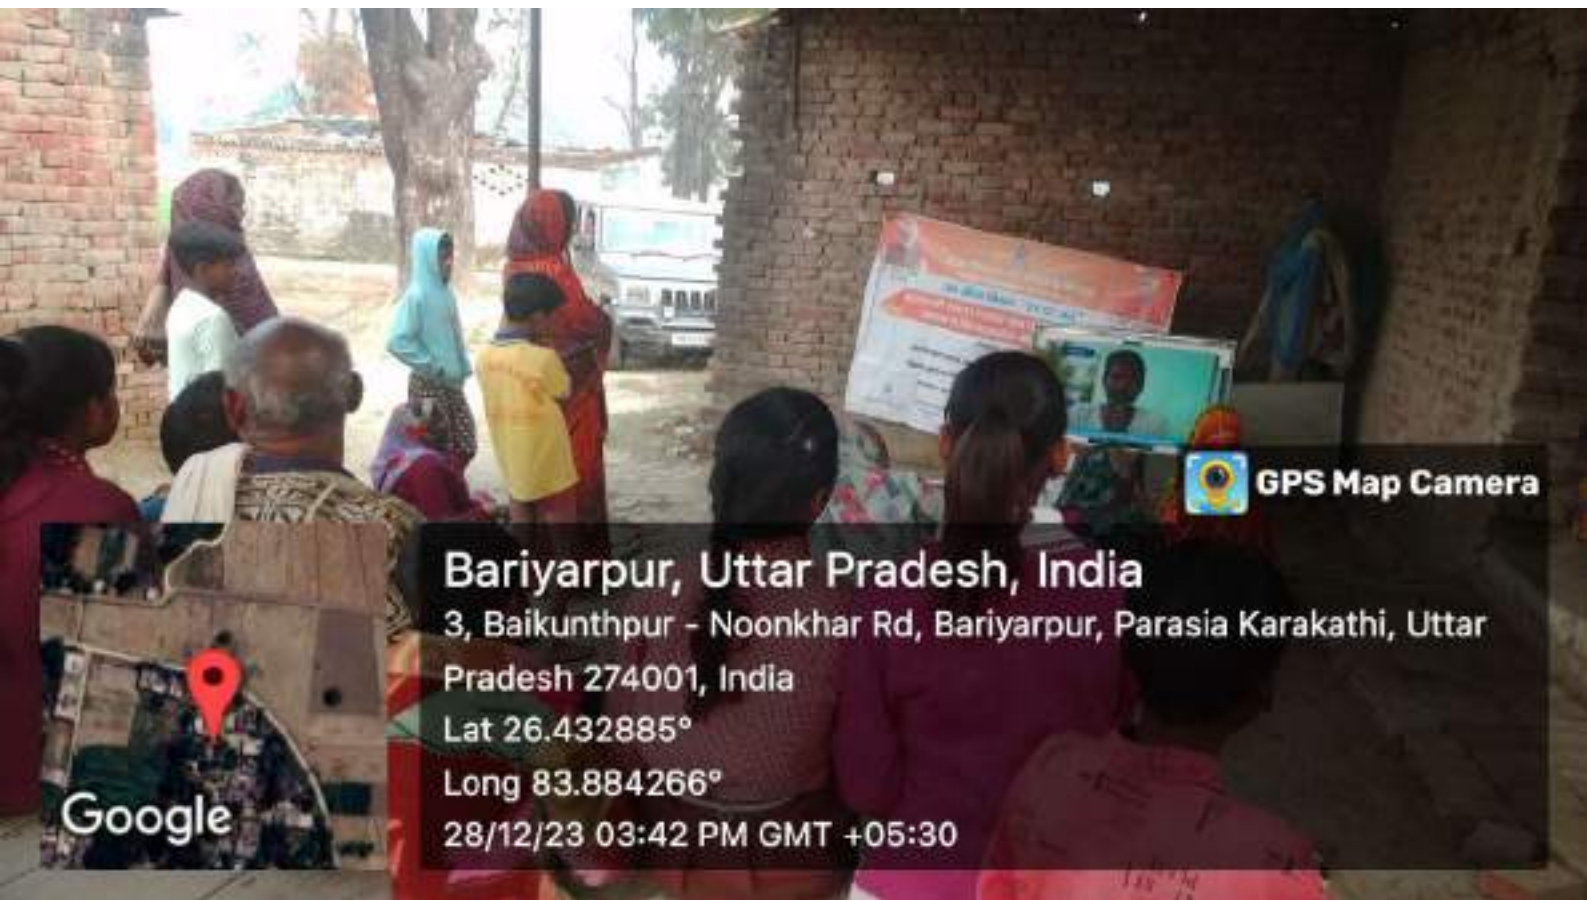 GPS Map Camera
Bariyarpur, Uttar Pradesh, India
3, Baikunthpur - Noonkhar Rd, Bariyarpur, Parasia Karakathi, Uttar
Pradesh 274001, India
Lat 26.432885°
Long 83.884266°
28/12/23 03:42 PM GMT +05:30
Google